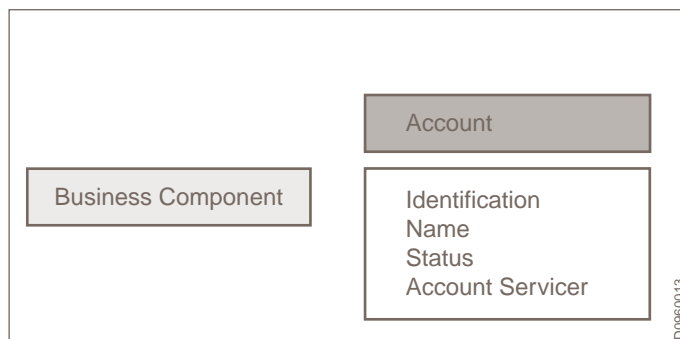 Business Component
Account
Identification
Name
Status
Account Servicer
D0960013